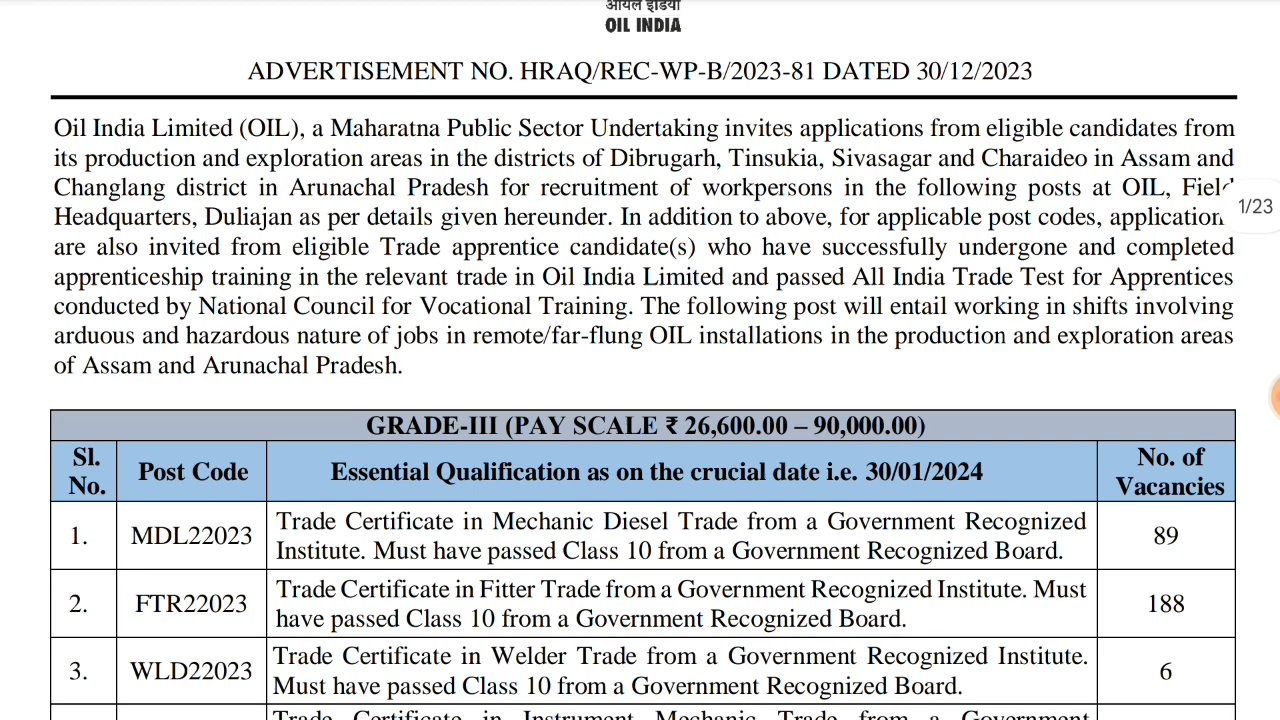 आयल इंडिया
OIL INDIA
ADVERTISEMENT NO. HRAQ/REC-WP-B/2023-81 DATED 30/12/2023
Oil India Limited (OIL), a Maharatna Public Sector Undertaking invites applications from eligible candidates from
its production and exploration areas in the districts of Dibrugarh, Tinsukia, Sivasagar and Charaideo in Assam and
Changlang district in Arunachal Pradesh for recruitment of workpersons in the following posts at OIL, Field
Headquarters, Duliajan as per details given hereunder. In addition to above, for applicable post codes, application
are also invited from eligible Trade apprentice candidate(s) who have successfully undergone and completed
apprenticeship training in the relevant trade in Oil India Limited and passed All India Trade Test for Apprentices
conducted by National Council for Vocational Training. The following post will entail working in shifts involving
arduous and hazardous nature of jobs in remote/far-flung OIL installations in the production and exploration areas
of Assam and Arunachal Pradesh.
1/23
GRADE-III (PAY SCALE ₹ 26,600.00 – 90,000.00)
Sl. No. Post Code Essential Qualification as on the crucial date i.e. 30/01/2024 No. of Vacancies
1. MDL22023 Trade Certificate in Mechanic Diesel Trade from a Government Recognized
Institute. Must have passed Class 10 from a Government Recognized Board. 89
2. FTR22023 Trade Certificate in Fitter Trade from a Government Recognized Institute. Must
have passed Class 10 from a Government Recognized Board. 188
3. WLD22023 Trade Certificate in Welder Trade from a Government Recognized Institute.
Must have passed Class 10 from a Government Recognized Board. 6
Trade Certificate in Instrument Mechanic Trade from a Government